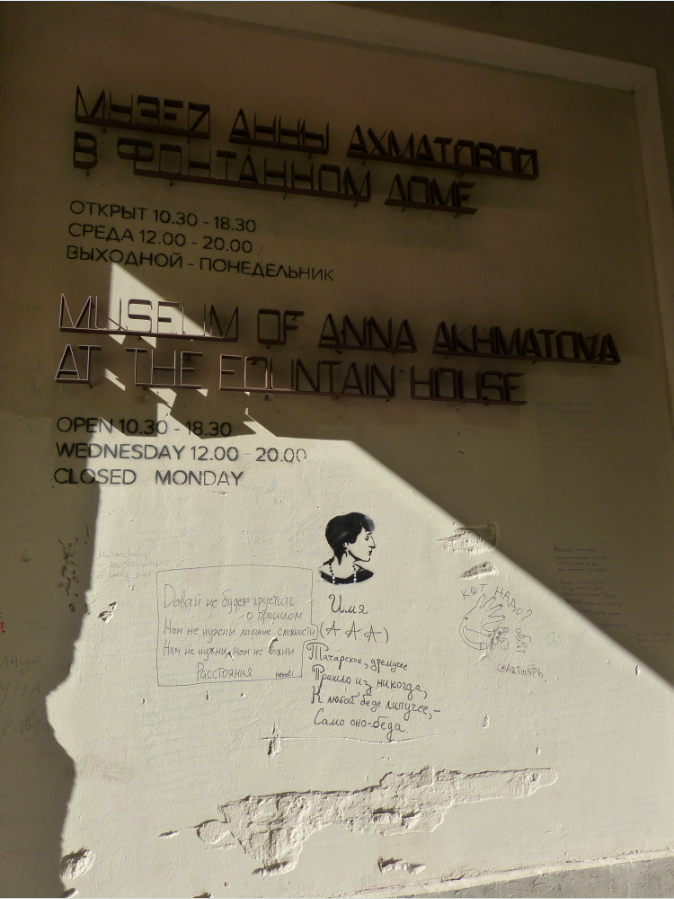 МУЗЕЙ АННЫ АХМАТОВОЙ
В ФОНТАННОМ ДОМЕ
ОТКРЫТ 10.30 - 18.30
СРЕДА 12.00 - 20.00
ВЫХОДНОЙ - ПОНЕДЕЛЬНИК
MUSEUM OF ANNA AKHMATOVA
AT THE FOUNTAIN HOUSE
OPEN 10.30 - 18.30
WEDNESDAY 12.00 - 20.00
CLOSED MONDAY
Давай не будем грустить
о прошлом
Нам не нужны лишние сложности
Нам не нужны, нам не важны
Расстояния
Имя
(А А А)
Татарское, дремучее
Пришло из никогда,
К любой беде липучее, –
Само оно–беда.
КОТ НАДО?